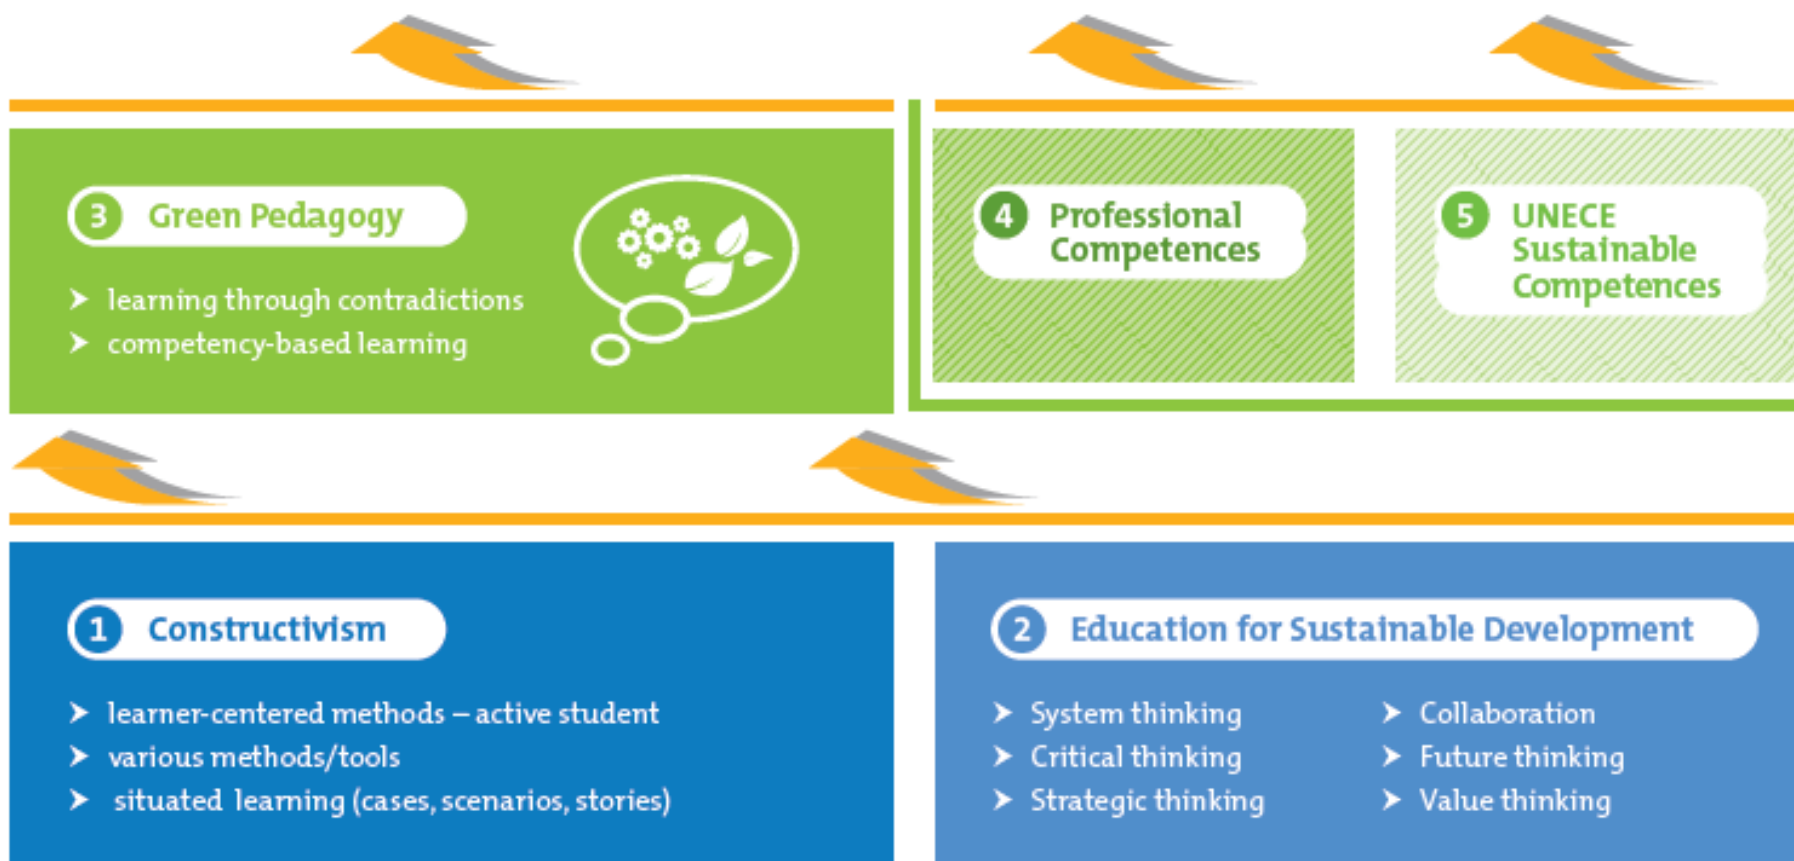 3 Green Pedagogy
➤ learning through contradictions
➤ competency-based learning
4 Professional
Competences
5 UNECE
Sustainable
Competences
1 Constructivism
➤ learner-centered methods – active student
➤ various methods/tools
➤ situated learning (cases, scenarios, stories)
2 Education for Sustainable Development
➤ System thinking
➤ Critical thinking
➤ Strategic thinking
➤ Collaboration
➤ Future thinking
➤ Value thinking